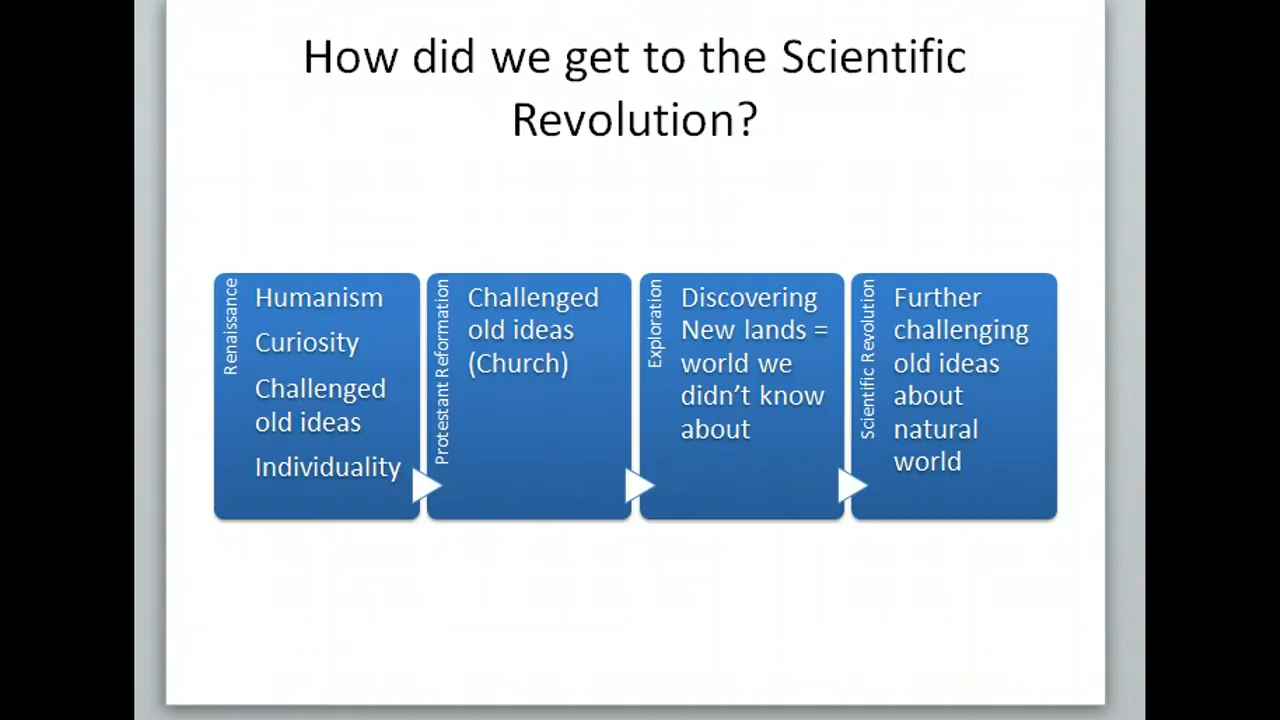 How did we get to the Scientific
Revolution?
Renaissance
Humanism
Curiosity
Challenged
old ideas
Individuality
Protestant Reformation
Challenged
old ideas
(Church)
Exploration
Discovering
New lands =
world we
didn't know
about
Scientific Revolution
Further
challenging
old ideas
about
natural
world